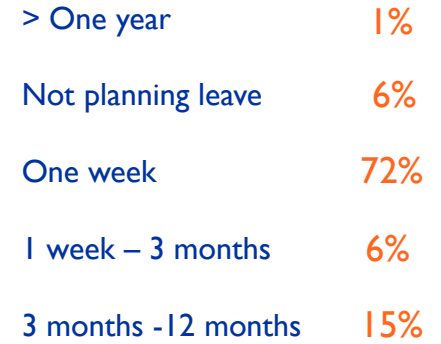 > One year 1%
Not planning leave 6%
One week 72%
1 week – 3 months 6%
3 months -12 months 15%